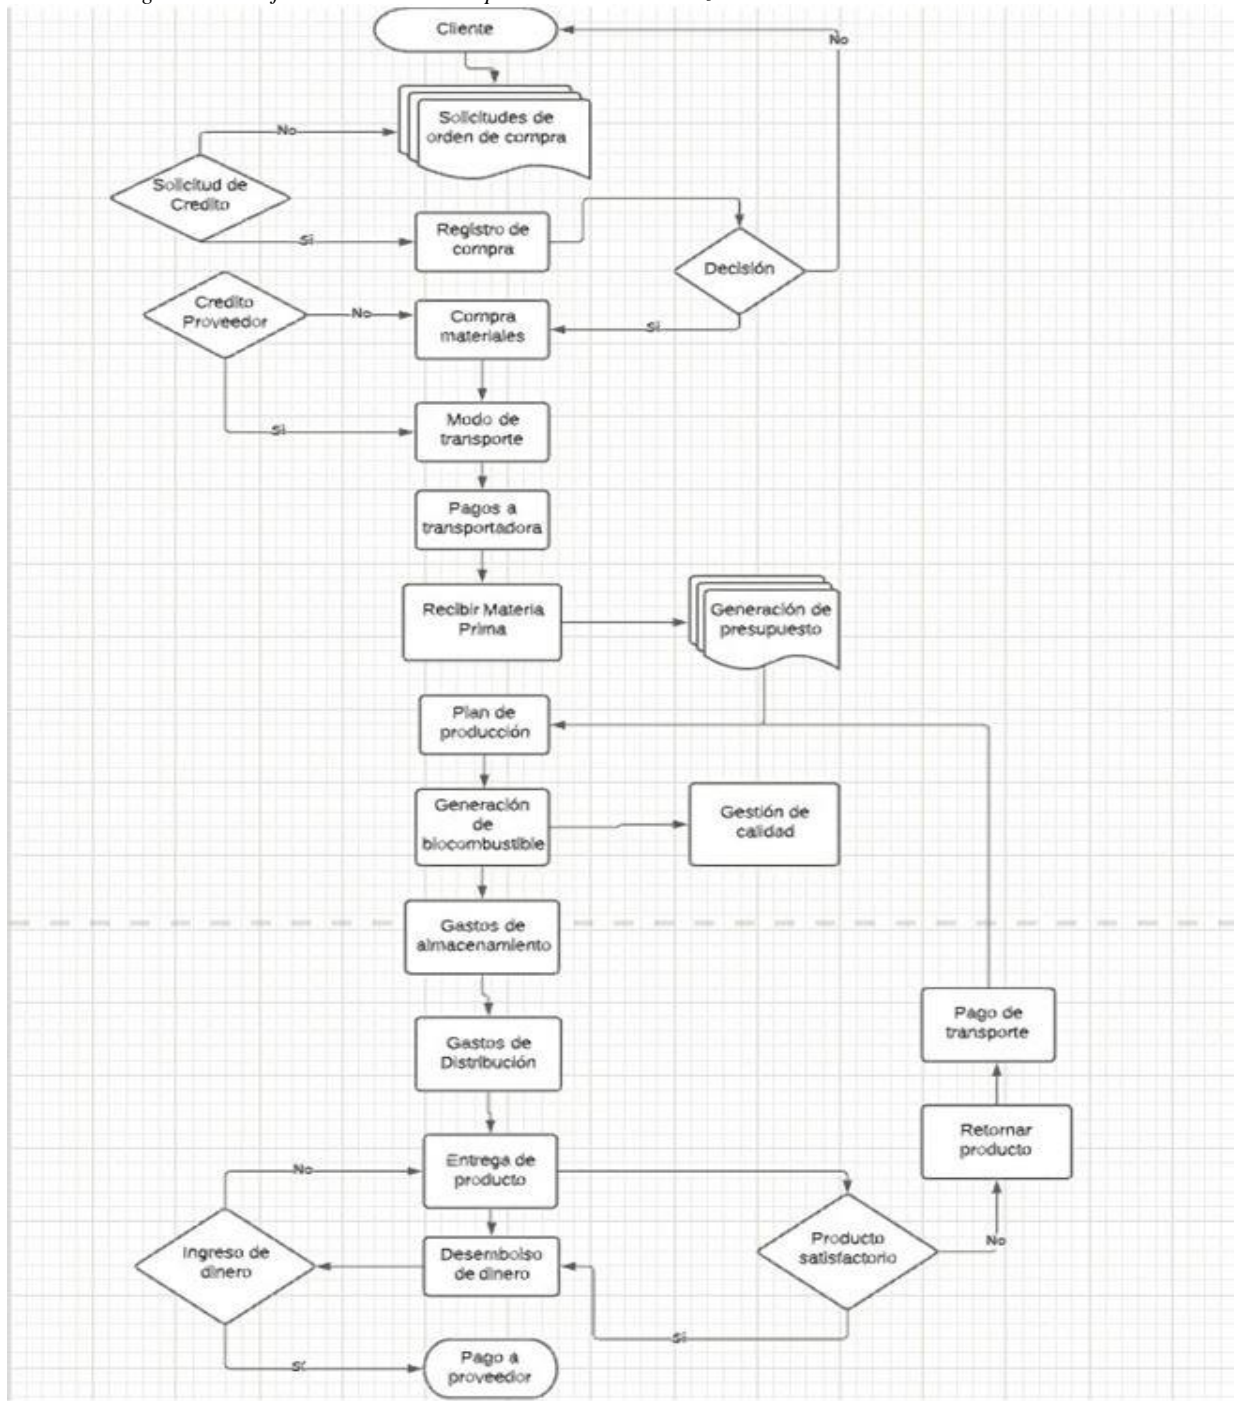 Cliente
No
Solicitudes de
orden de compra
No
Solicitud de
Credito
Registro de
compra
Si
Decisión
Credito
Proveedor
No
Compra
materiales
Si
Modo de
transporte
Si
Pagos a
transportadora
Recibir Materia
Prima
Generación de
presupuesto
Plan de
producción
Generación
de
biocombustible
Gestión de
calidad
Gastos de
almacenamiento
Pago de
transporte
Gastos de
Distribución
Retornar
producto
No
Entrega de
producto
No
Producto
satisfactorio
Ingreso de
dinero
Desembolso
de dinero
Si
Si
Pago a
proveedor